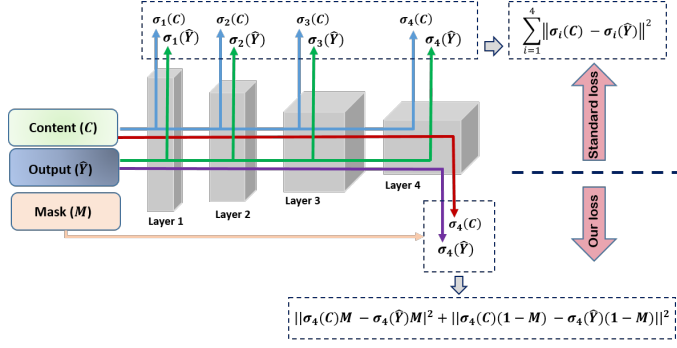 σ₁(C)
σ₁(Ŷ)
σ₂(C)
σ₂(Ŷ)
σ₃(C)
σ₃(Ŷ)
σ₄(C)
σ₄(Ŷ)
∑⁴ᵢ₌₁‖σᵢ(C) − σᵢ(Ŷ)‖²
Standard loss
Content (C)
Output (Ŷ)
Mask (M)
Layer 1
Layer 2
Layer 3
Layer 4
σ₄(C)
σ₄(Ŷ)
Our loss
||σ₄(C)M − σ₄(Ŷ)M|² + ||σ₄(C)(1 − M) − σ₄(Ŷ)(1 − M)||²